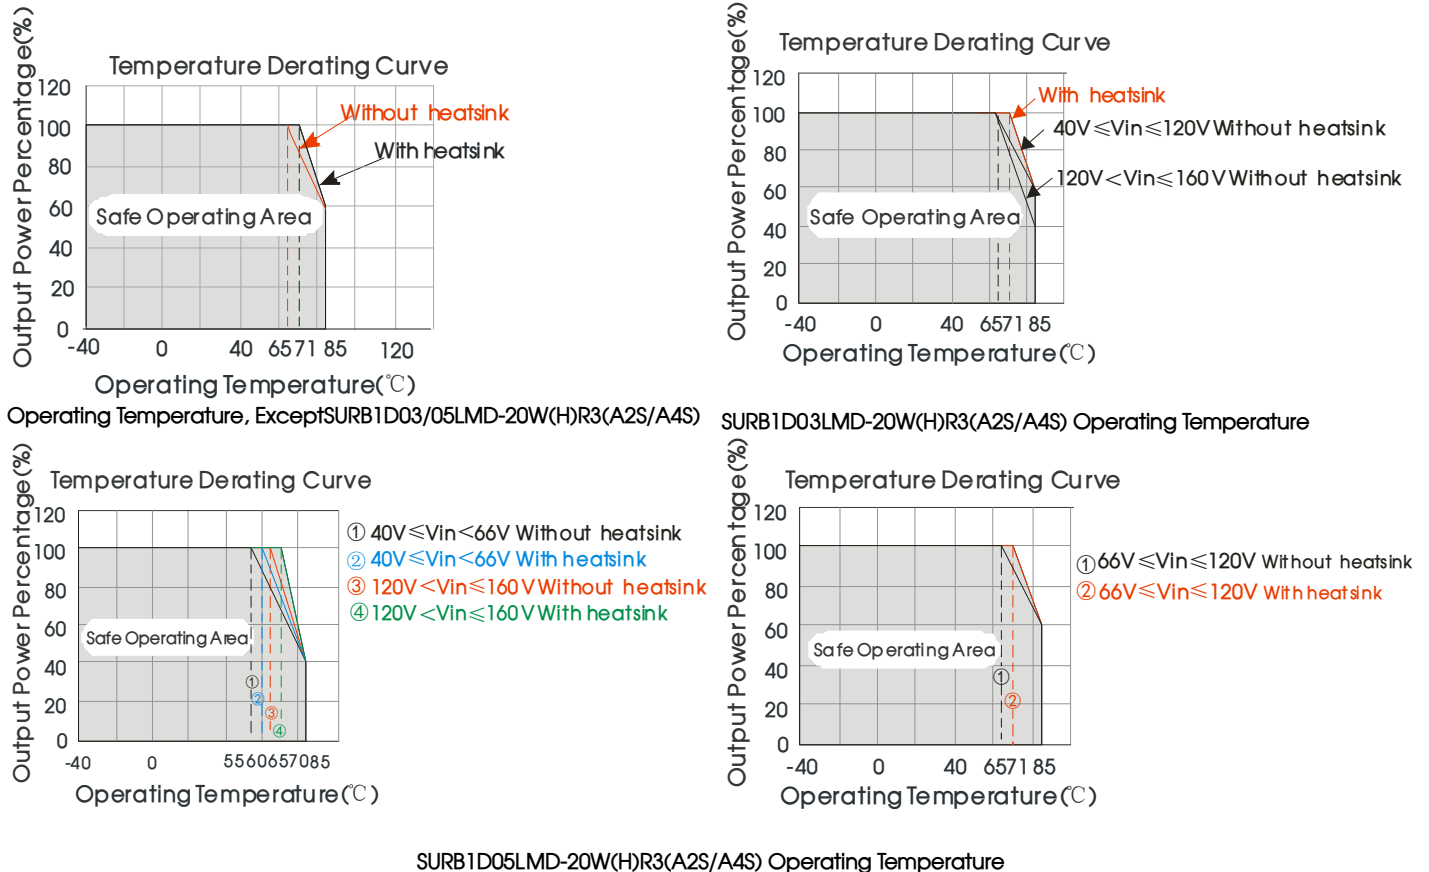 Output Power Percentage(%)
Temperature Derating Curve
120
100
80
60
40
20
0
Without heatsink
With heatsink
Safe Operating Area
-40 0 40 65 71 85 120
Operating Temperature(℃)
Operating Temperature, ExceptSURB1D03/05LMD-20W(H)R3(A2S/A4S)
Output Power Percentage(%)
Temperature Derating Curve
120
100
80
60
40
20
0
With heatsink
40V≤Vin≤120V Without heatsink
120V<Vin≤160V Without heatsink
Safe Operating Area
-40 0 40 65 71 85
Operating Temperature(℃)
SURB1D03LMD-20W(H)R3(A2S/A4S) Operating Temperature
Output Power Percentage(%)
Temperature Derating Curve
120
100
80
60
40
20
0
① 40V≤Vin<66V Without heatsink
② 40V≤Vin<66V With heatsink
③ 120V<Vin≤160V Without heatsink
④ 120V<Vin≤160V With heatsink
Safe Operating Area
①
②
③
④
-40 0 55 60 65 70 85
Operating Temperature(℃)
Output Power Percentage(%)
Temperature Derating Curve
120
100
80
60
40
20
0
① 66V≤Vin≤120V Without heatsink
② 66V≤Vin≤120V With heatsink
Safe Operating Area
①
②
-40 0 40 65 71 85
Operating Temperature(℃)
SURB1D05LMD-20W(H)R3(A2S/A4S) Operating Temperature